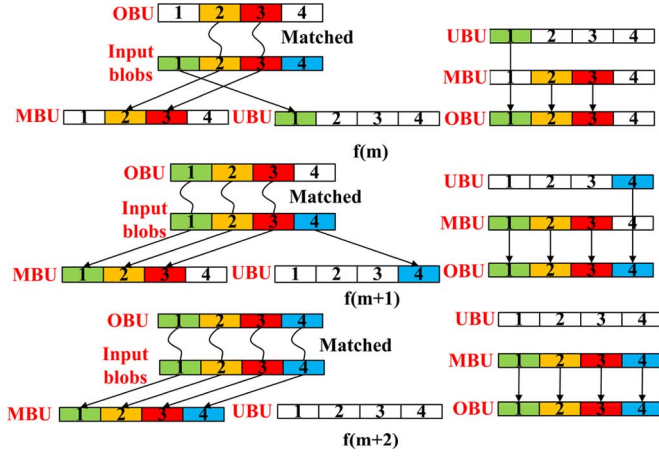 OBU 1 2 3 4
Matched
Input
blobs 1 2 3 4
MBU 1 2 3 4
UBU 1 2 3 4
f(m)
UBU 1 2 3 4
MBU 1 2 3 4
OBU 1 2 3 4
OBU 1 2 3 4
Matched
Input
blobs 1 2 3 4
MBU 1 2 3 4
UBU 1 2 3 4
f(m+1)
UBU 1 2 3 4
MBU 1 2 3 4
OBU 1 2 3 4
OBU 1 2 3 4
Matched
Input
blobs 1 2 3 4
MBU 1 2 3 4
UBU 1 2 3 4
f(m+2)
UBU 1 2 3 4
MBU 1 2 3 4
OBU 1 2 3 4